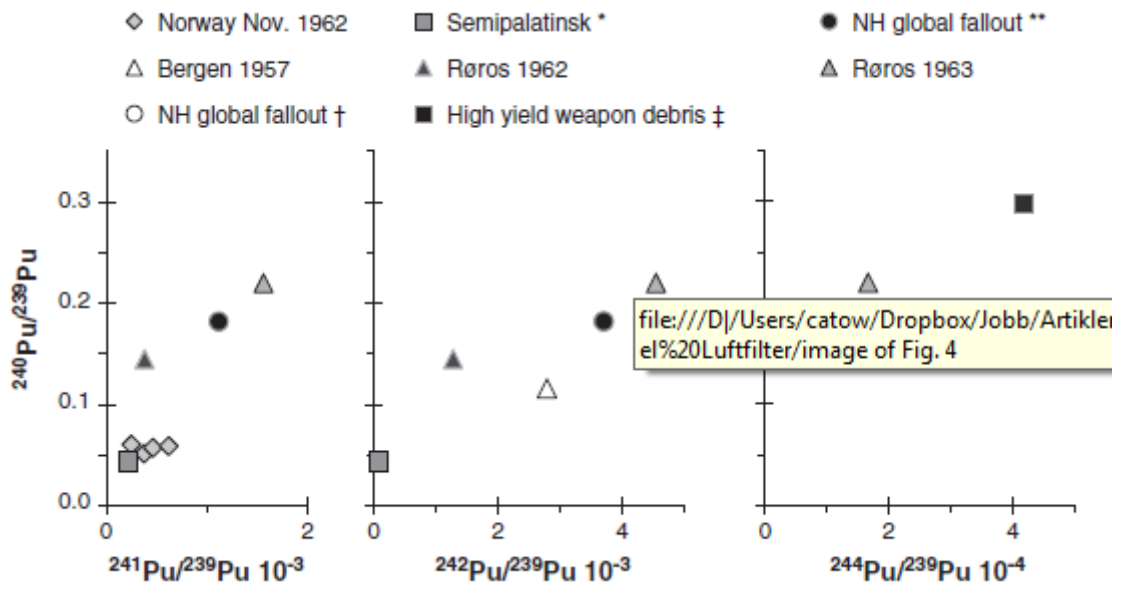 Norway Nov. 1962
Semipalatinsk *
NH global fallout **
Bergen 1957
Røros 1962
Røros 1963
NH global fallout †
High yield weapon debris ‡
²⁴⁰Pu/²³⁹Pu
0.3
0.2
0.1
0.0
file:///D|/Users/catow/Dropbox/Jobb/Artikler
el%20Luftfilter/image of Fig. 4
0 2
0 4
0 2 4
²⁴¹Pu/²³⁹Pu 10⁻³
²⁴²Pu/²³⁹Pu 10⁻³
²⁴⁴Pu/²³⁹Pu 10⁻⁴